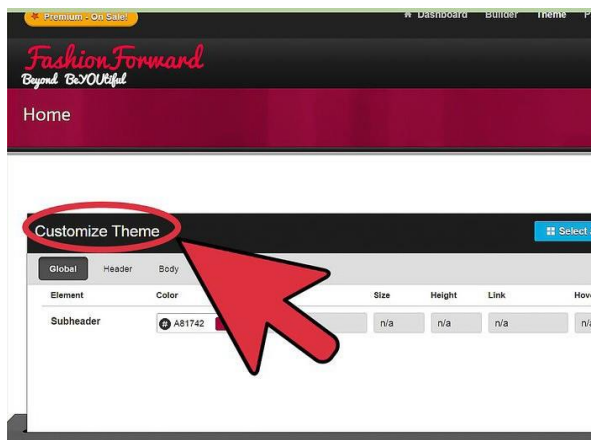 Premium - On Sale!
Dashboard Builder Theme
FashionForward
Beyond BeYOUtiful
Home
Customize Theme
Select
Global Header Body
Element Color Size Height Link
Subheader # A81742 n/a n/a n/a